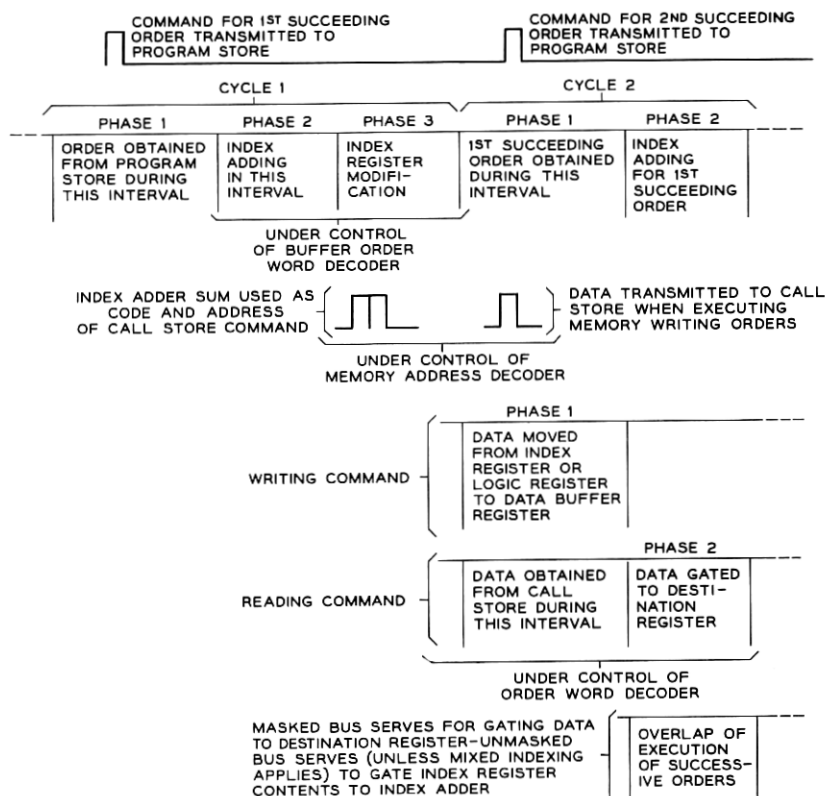 COMMAND FOR 1ST SUCCEEDING
ORDER TRANSMITTED TO
PROGRAM STORE
COMMAND FOR 2ND SUCCEEDING
ORDER TRANSMITTED TO
PROGRAM STORE
CYCLE 1
CYCLE 2
PHASE 1
PHASE 2
PHASE 3
PHASE 1
PHASE 2
ORDER OBTAINED
FROM PROGRAM
STORE DURING
THIS INTERVAL
INDEX
ADDING
IN THIS
INTERVAL
INDEX
REGISTER
MODIFI-
CATION
1ST SUCCEEDING
ORDER OBTAINED
DURING THIS
INTERVAL
INDEX
ADDING
FOR 1ST
SUCCEEDING
ORDER
UNDER CONTROL
OF BUFFER ORDER
WORD DECODER
INDEX ADDER SUM USED AS
CODE AND ADDRESS
OF CALL STORE COMMAND
DATA TRANSMITTED TO CALL
STORE WHEN EXECUTING
MEMORY WRITING ORDERS
UNDER CONTROL OF
MEMORY ADDRESS DECODER
PHASE 1
WRITING COMMAND
DATA MOVED
FROM INDEX
REGISTER OR
LOGIC REGISTER
TO DATA BUFFER
REGISTER
PHASE 2
READING COMMAND
DATA OBTAINED
FROM CALL
STORE DURING
THIS INTERVAL
DATA GATED
TO DESTI-
NATION
REGISTER
UNDER CONTROL OF
ORDER WORD DECODER
MASKED BUS SERVES FOR GATING DATA
TO DESTINATION REGISTER-UNMASKED
BUS SERVES (UNLESS MIXED INDEXING
APPLIES) TO GATE INDEX REGISTER
CONTENTS TO INDEX ADDER
OVERLAP OF
EXECUTION
OF SUCCESS-
IVE ORDERS